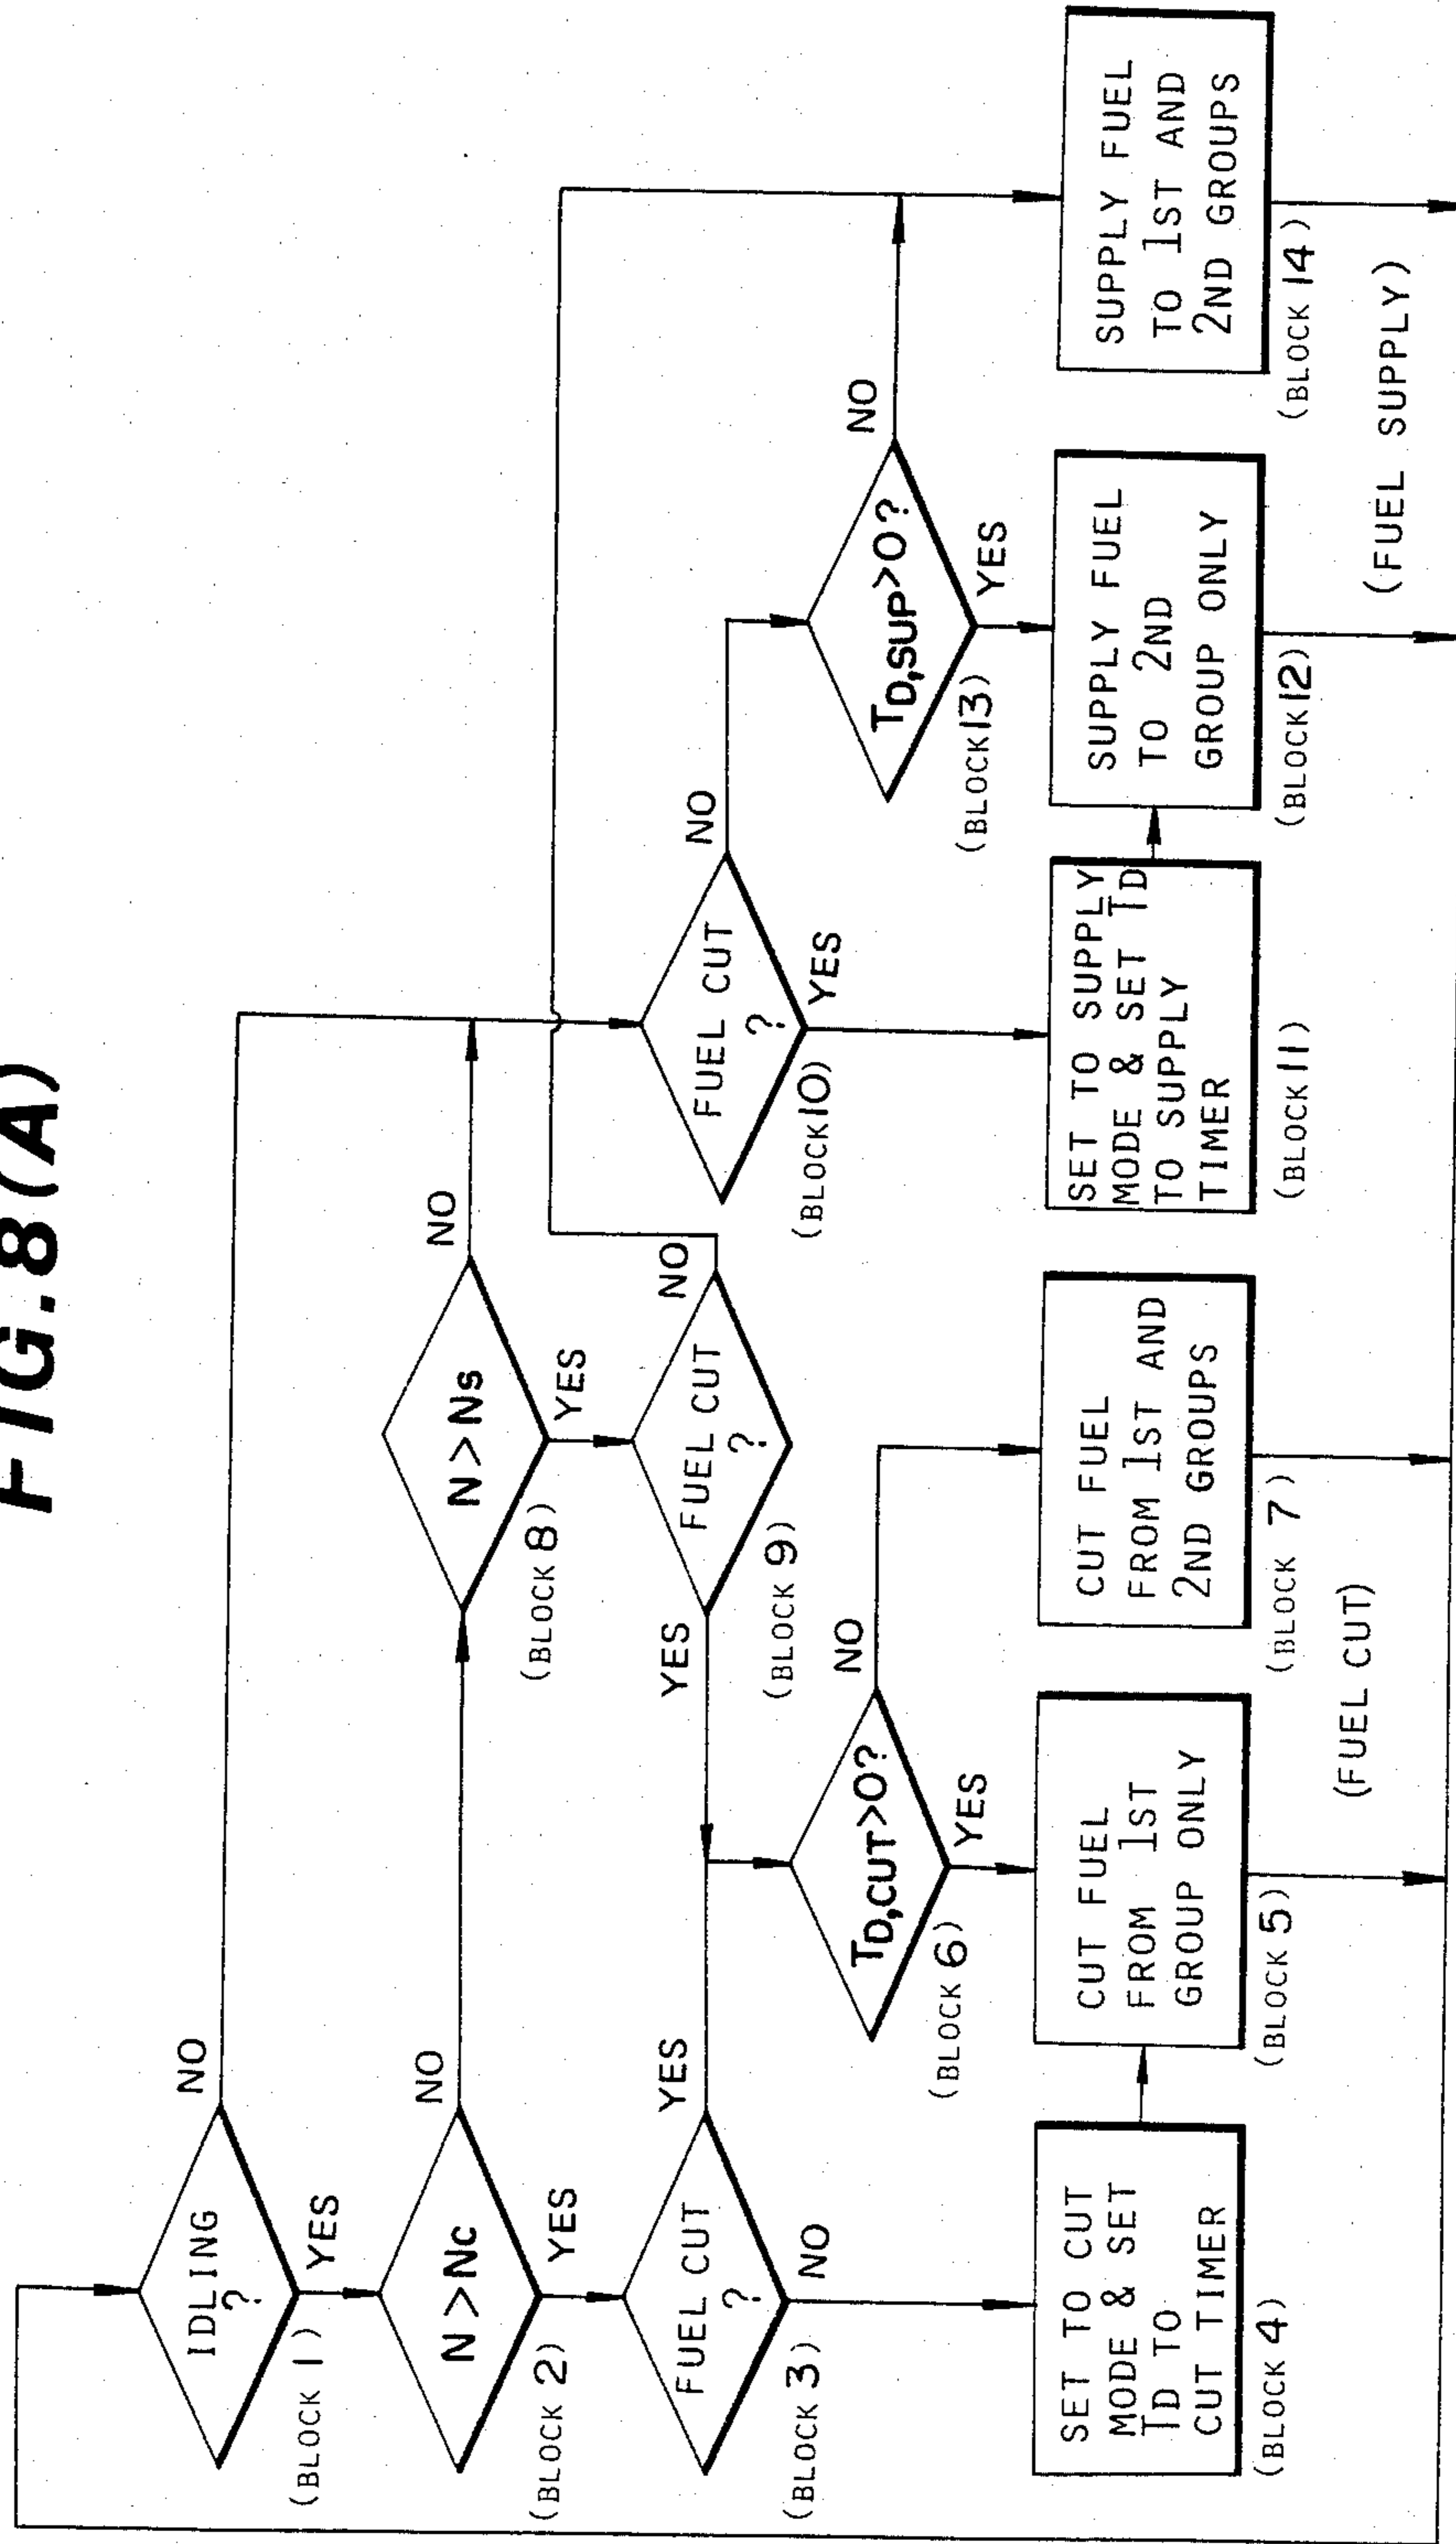 FIG.8(A)
IDLING
?
(BLOCK 1)
NO
YES
N>Nc
(BLOCK 2)
NO
YES
FUEL CUT
?
(BLOCK 3)
YES
NO
SET TO CUT
MODE & SET
TD TO
CUT TIMER
(BLOCK 4)
CUT FUEL
FROM 1ST
GROUP ONLY
(BLOCK 5)
TD,CUT>0?
(BLOCK 6)
NO
YES
CUT FUEL
FROM 1ST AND
2ND GROUPS
(BLOCK 7)
(FUEL CUT)
N>Ns
(BLOCK 8)
NO
YES
FUEL CUT
?
(BLOCK 9)
YES
NO
FUEL CUT
?
(BLOCK 10)
NO
YES
SET TO SUPPLY
MODE & SET TD
TO SUPPLY
TIMER
(BLOCK 11)
SUPPLY FUEL
TO 2ND
GROUP ONLY
(BLOCK 12)
TD,SUP>0?
(BLOCK 13)
NO
YES
SUPPLY FUEL
TO 1ST AND
2ND GROUPS
(BLOCK 14)
(FUEL SUPPLY)